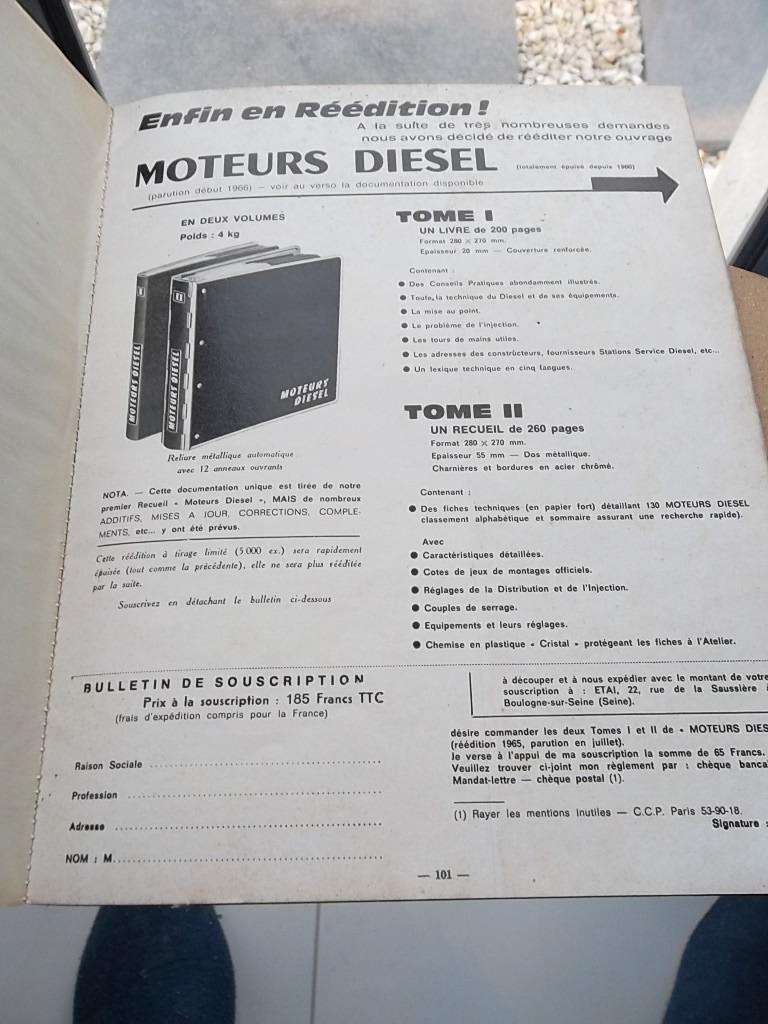 Enfin en Réédition !
A la suite de très nombreuses demandes
nous avons décidé de rééditer notre ouvrage
MOTEURS DIESEL
(totalement épuisé depuis 1966)
(parution début 1966) — voir au verso la documentation disponible
EN DEUX VOLUMES
Poids : 4 kg
I
II
MOTEURS DIESEL
MOTEURS DIESEL
MOTEURS
DIESEL
Reliure métallique automatique
avec 12 anneaux ouvrants
NOTA. — Cette documentation unique est tirée de notre
premier Recueil « Moteurs Diesel », MAIS de nombreux
ADDITIFS, MISES A JOUR, CORRECTIONS, COMPLE-
MENTS, etc... y ont été prévus.
Cette réédition à tirage limité (5.000 ex.) sera rapidement
épuisée (tout comme la précédente), elle ne sera plus rééditée
par la suite.
Souscrivez en détachant le bulletin ci-dessous
TOME I
UN LIVRE de 200 pages
Format 280 × 270 mm.
Epaisseur 20 mm — Couverture renforcée.
Contenant :
● Des Conseils Pratiques abondamment illustrés.
● Toute la technique du Diesel et de ses équipements.
● La mise au point.
● Le problème de l'injection.
● Les tours de mains utiles.
● Les adresses des constructeurs, fournisseurs Stations Service Diesel, etc...
● Un lexique technique en cinq langues.
TOME II
UN RECUEIL de 260 pages
Format 280 × 270 mm.
Epaisseur 55 mm — Dos métallique.
Charnières et bordures en acier chrômé.
Contenant :
● Des fiches techniques (en papier fort) détaillant 130 MOTEURS DIESEL
classement alphabétique et sommaire assurant une recherche rapide).
Avec
● Caractéristiques détaillées.
● Cotes de jeux de montages officiels.
● Réglages de la Distribution et de l'Injection.
● Couples de serrage.
● Equipements et leurs réglages.
● Chemise en plastique « Cristal » protégeant les fiches à l'Atelier.
BULLETIN DE SOUSCRIPTION
Prix à la souscription : 185 Francs TTC
(frais d'expédition compris pour la France)
Raison Sociale
Profession
Adresse
NOM : M.
à découper et à nous expédier avec le montant de votre
souscription à : ETAI, 22, rue de la Saussière
Boulogne-sur-Seine (Seine).
désire commander les deux Tomes I et II de « MOTEURS DIES
(réédition 1965, parution en juillet).
le verse à l'appui de ma souscription la somme de 65 Francs.
Veuillez trouver ci-joint mon règlement par : chèque banca
Mandat-lettre — chèque postal (1).
(1) Rayer les mentions inutiles — C.C.P. Paris 53-90-18.
Signature :
— 101 —